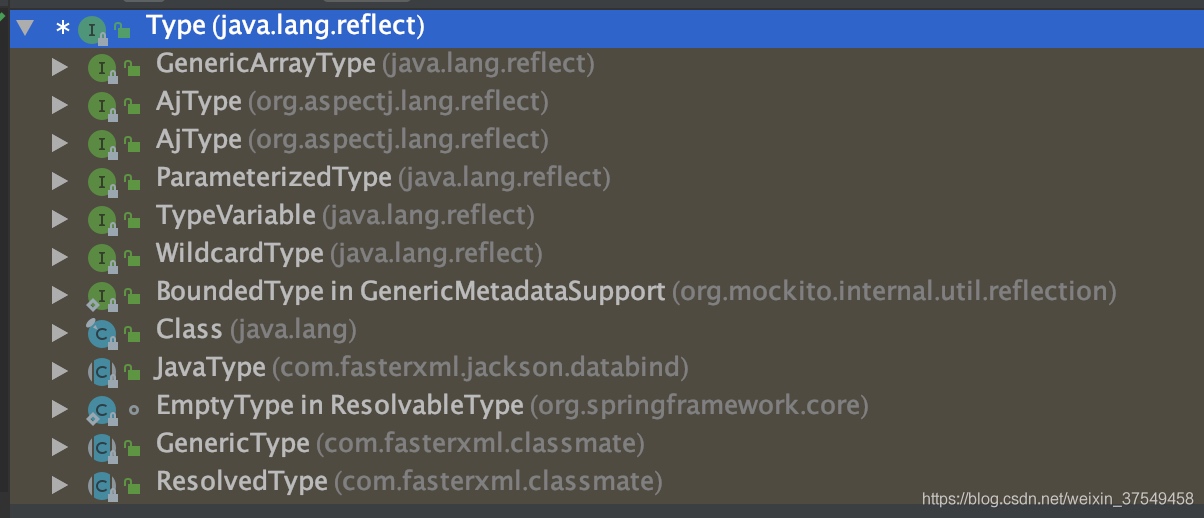 * I Type (java.lang.reflect)
I GenericArrayType (java.lang.reflect)
I AjType (org.aspectj.lang.reflect)
I AjType (org.aspectj.lang.reflect)
I ParameterizedType (java.lang.reflect)
I TypeVariable (java.lang.reflect)
I WildcardType (java.lang.reflect)
I BoundedType in GenericMetadataSupport (org.mockito.internal.util.reflection)
C Class (java.lang)
C JavaType (com.fasterxml.jackson.databind)
C EmptyType in ResolvableType (org.springframework.core)
C GenericType (com.fasterxml.classmate)
C ResolvedType (com.fasterxml.classmate)
https://blog.csdn.net/weixin_37549458